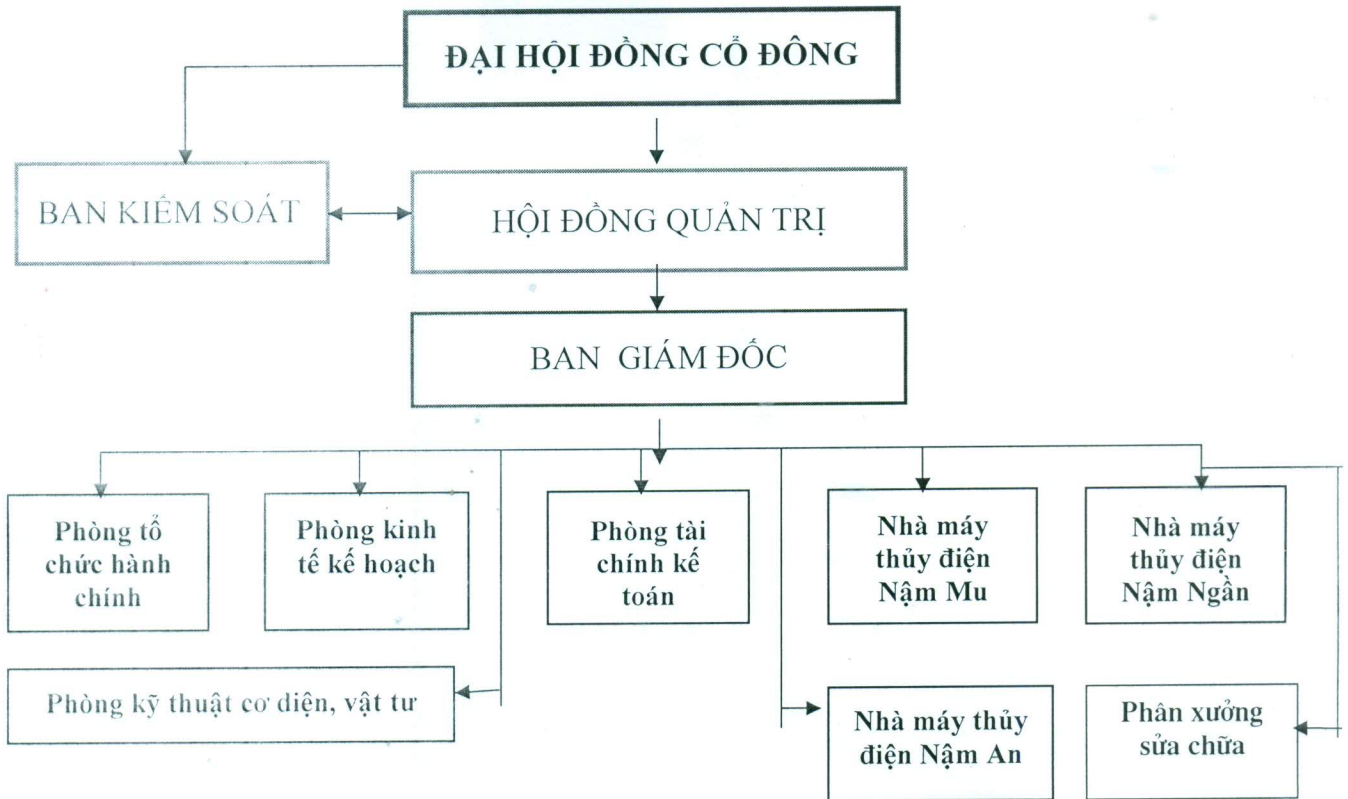 ĐẠI HỘI ĐỒNG CỔ ĐÔNG
BAN KIỂM SOÁT
HỘI ĐỒNG QUẢN TRỊ
BAN GIÁM ĐỐC
Phòng tổ
chức hành
chính
Phòng kinh
tế kế hoạch
Phòng tài
chính kế
toán
Nhà máy
thủy điện
Nậm Mu
Nhà máy
thủy điện
Nậm Ngần
Phòng kỹ thuật cơ điện, vật tư
Nhà máy thủy
điện Nậm An
Phân xưởng
sửa chữa